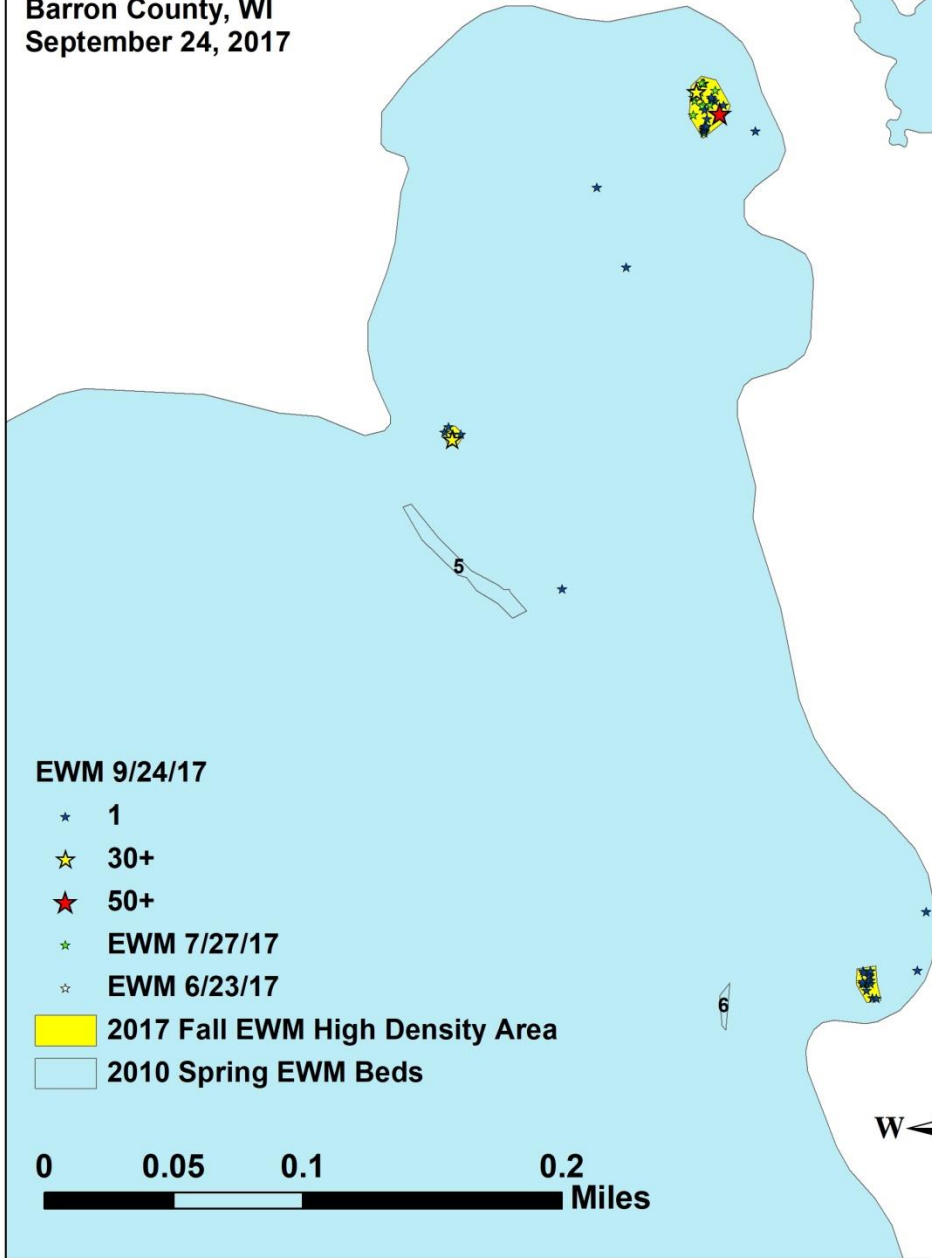 Barron County, WI
September 24, 2017
5
EWM 9/24/17
1
30+
50+
EWM 7/27/17
EWM 6/23/17
2017 Fall EWM High Density Area
2010 Spring EWM Beds
6
W
0 0.05 0.1 0.2
Miles